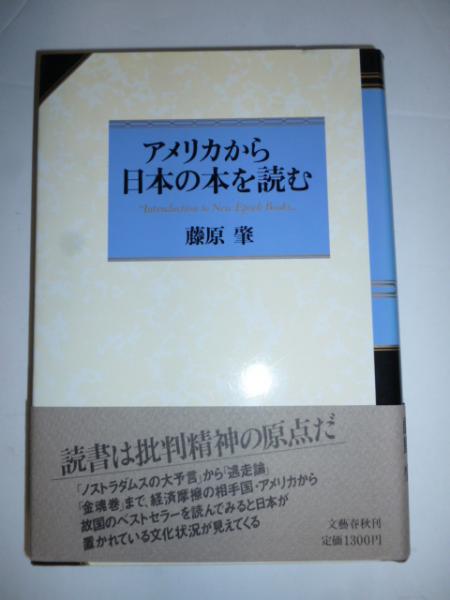 アメリカから
日本の本を読む
"Introduction to New Epoch Books"
藤原 肇
読書は批判精神の原点だ
「ノストラダムスの大予言」から「逃走論」
「金魂巻」まで、経済摩擦の相手国・アメリカから
故国のベストセラーを読んでみると日本が
置かれている文化状況が見えてくる
文藝春秋刊
定価1300円